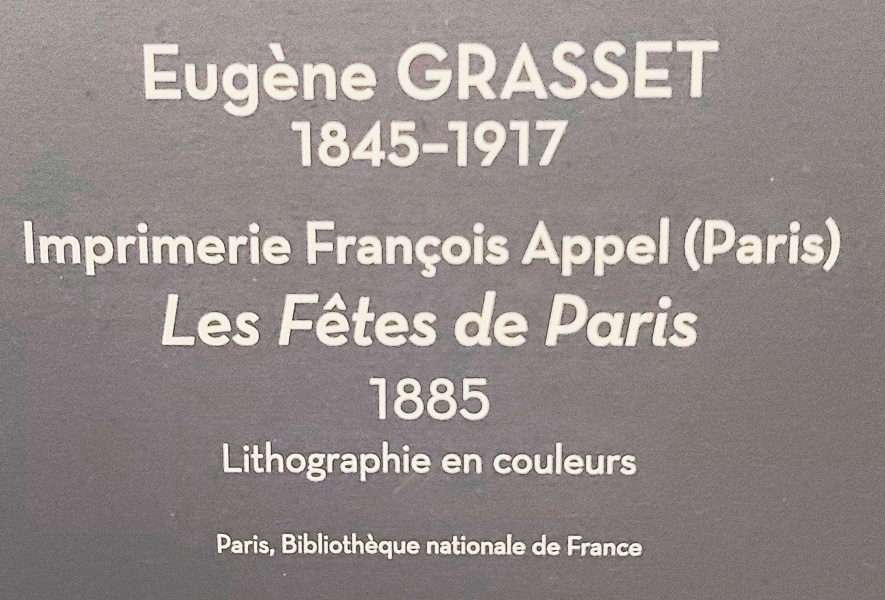 Eugène GRASSET
1845–1917
Imprimerie François Appel (Paris)
Les Fêtes de Paris
1885
Lithographie en couleurs
Paris, Bibliothèque nationale de France